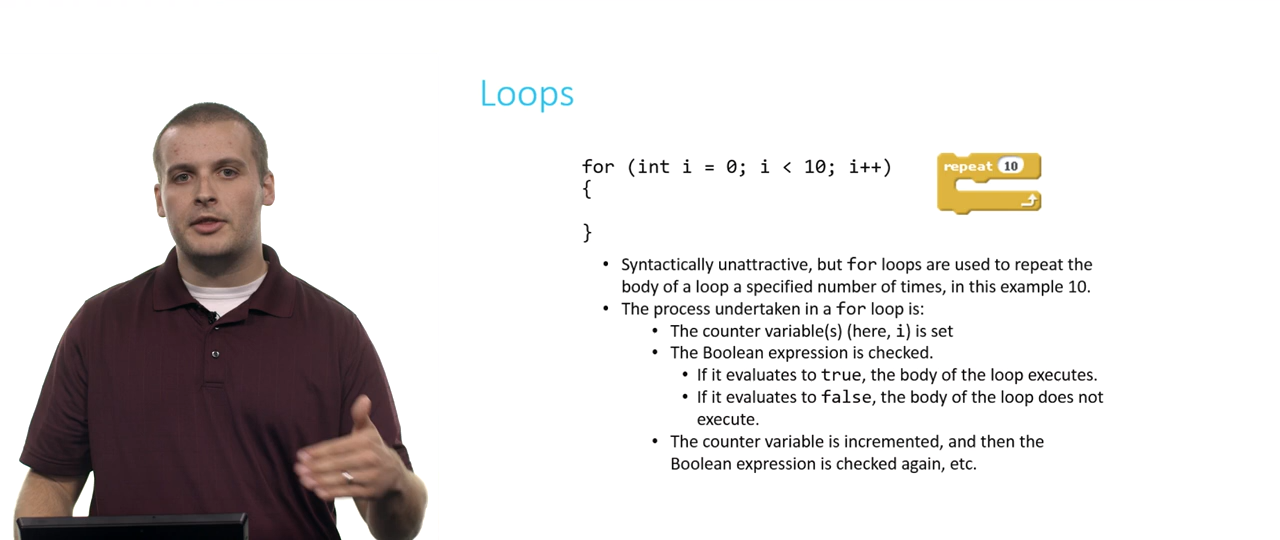 Loops
for (int i = 0; i < 10; i++)
{
}
repeat 10
• Syntactically unattractive, but for loops are used to repeat the
body of a loop a specified number of times, in this example 10.
• The process undertaken in a for loop is:
• The counter variable(s) (here, i) is set
• The Boolean expression is checked.
• If it evaluates to true, the body of the loop executes.
• If it evaluates to false, the body of the loop does not
execute.
• The counter variable is incremented, and then the
Boolean expression is checked again, etc.